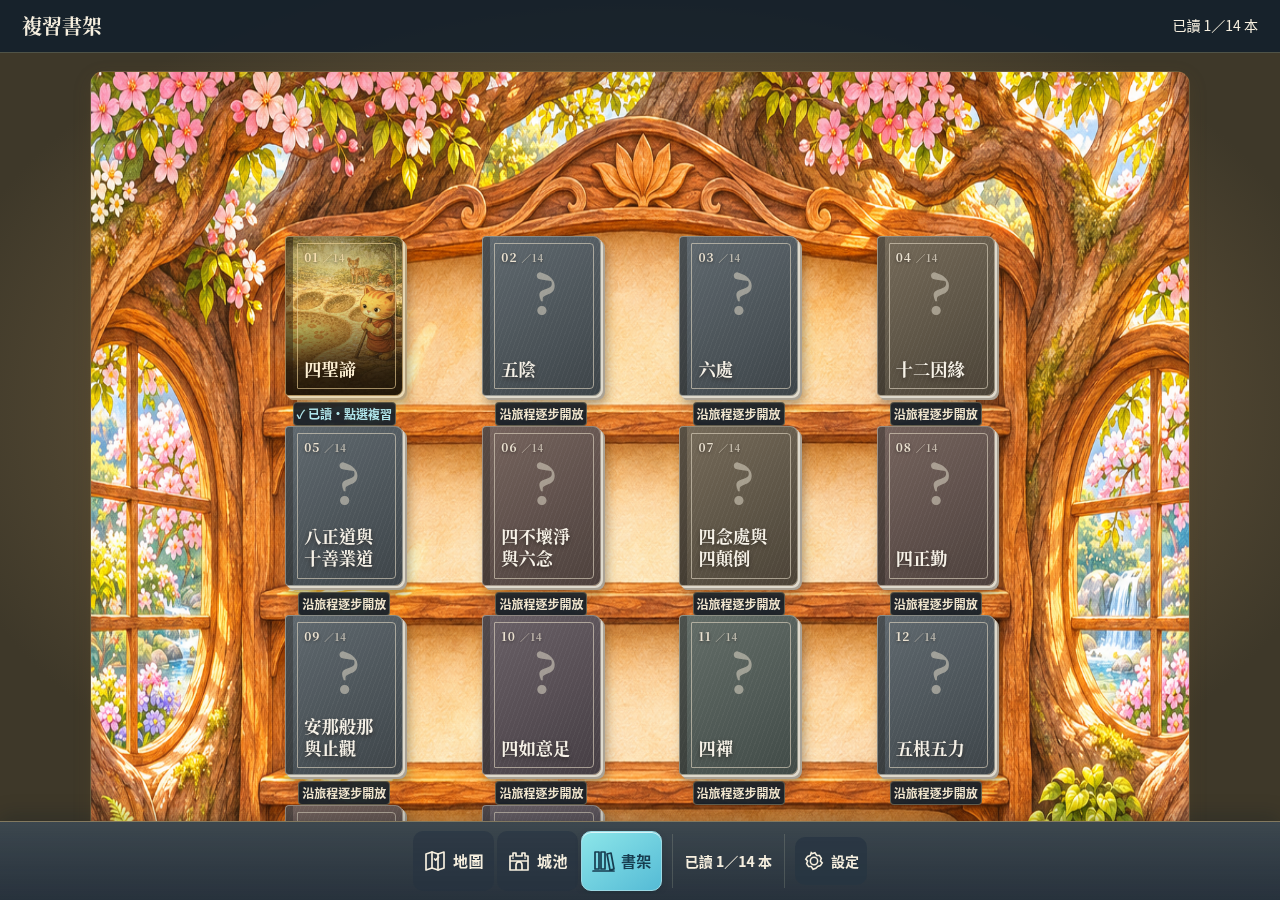 複習書架
已讀 1／14 本
01 ／14
四聖諦
✓ 已讀・點選複習
02 ／14
?
五陰
沿旅程逐步開放
03 ／14
?
六處
沿旅程逐步開放
04 ／14
?
十二因緣
沿旅程逐步開放
05 ／14
?
八正道與
十善業道
沿旅程逐步開放
06 ／14
?
四不壞淨
與六念
沿旅程逐步開放
07 ／14
?
四念處與
四顛倒
沿旅程逐步開放
08 ／14
?
四正勤
沿旅程逐步開放
09 ／14
?
安那般那
與止觀
沿旅程逐步開放
10 ／14
?
四如意足
沿旅程逐步開放
11 ／14
?
四禪
沿旅程逐步開放
12 ／14
?
五根五力
沿旅程逐步開放
地圖
城池
書架
已讀 1／14 本
設定